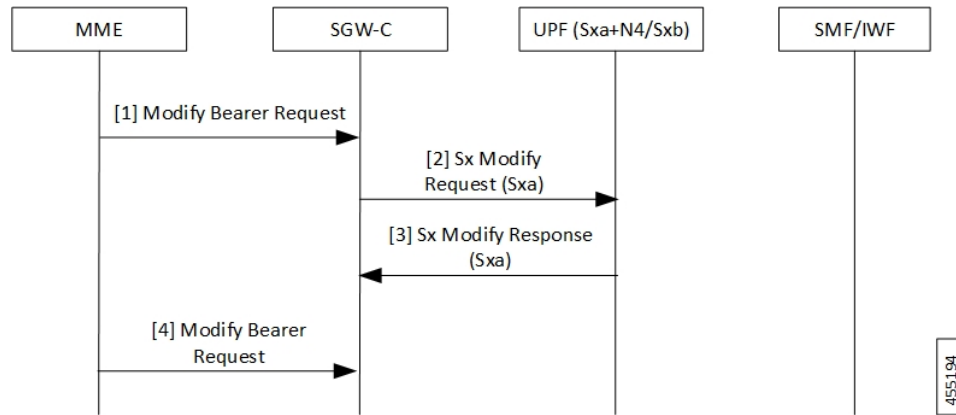 MME
SGW-C
UPF (Sxa+N4/Sxb)
SMF/IWF
[1] Modify Bearer Request
[2] Sx Modify
Request (Sxa)
[3] Sx Modify Response
(Sxa)
[4] Modify Bearer
Request
455194